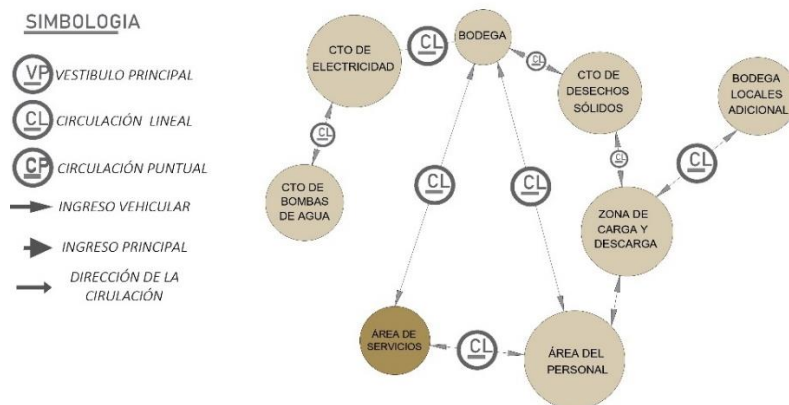 SIMBOLOGIA
VP
VESTIBULO PRINCIPAL
CL
CIRCULACIÓN LINEAL
CP
CIRCULACIÓN PUNTUAL
INGRESO VEHICULAR
INGRESO PRINCIPAL
DIRECCIÓN DE LA
CIRULACIÓN
CTO DE
ELECTRICIDAD
CL
BODEGA
CL
CTO DE
DESECHOS
SÓLIDOS
BODEGA
LOCALES
ADICIONAL
CL
CL
CL
CL
CL
CTO DE
BOMBAS
DE AGUA
ZONA DE
CARGA Y
DESCARGA
ÁREA DE
SERVICIOS
CL
ÁREA DEL
PERSONAL